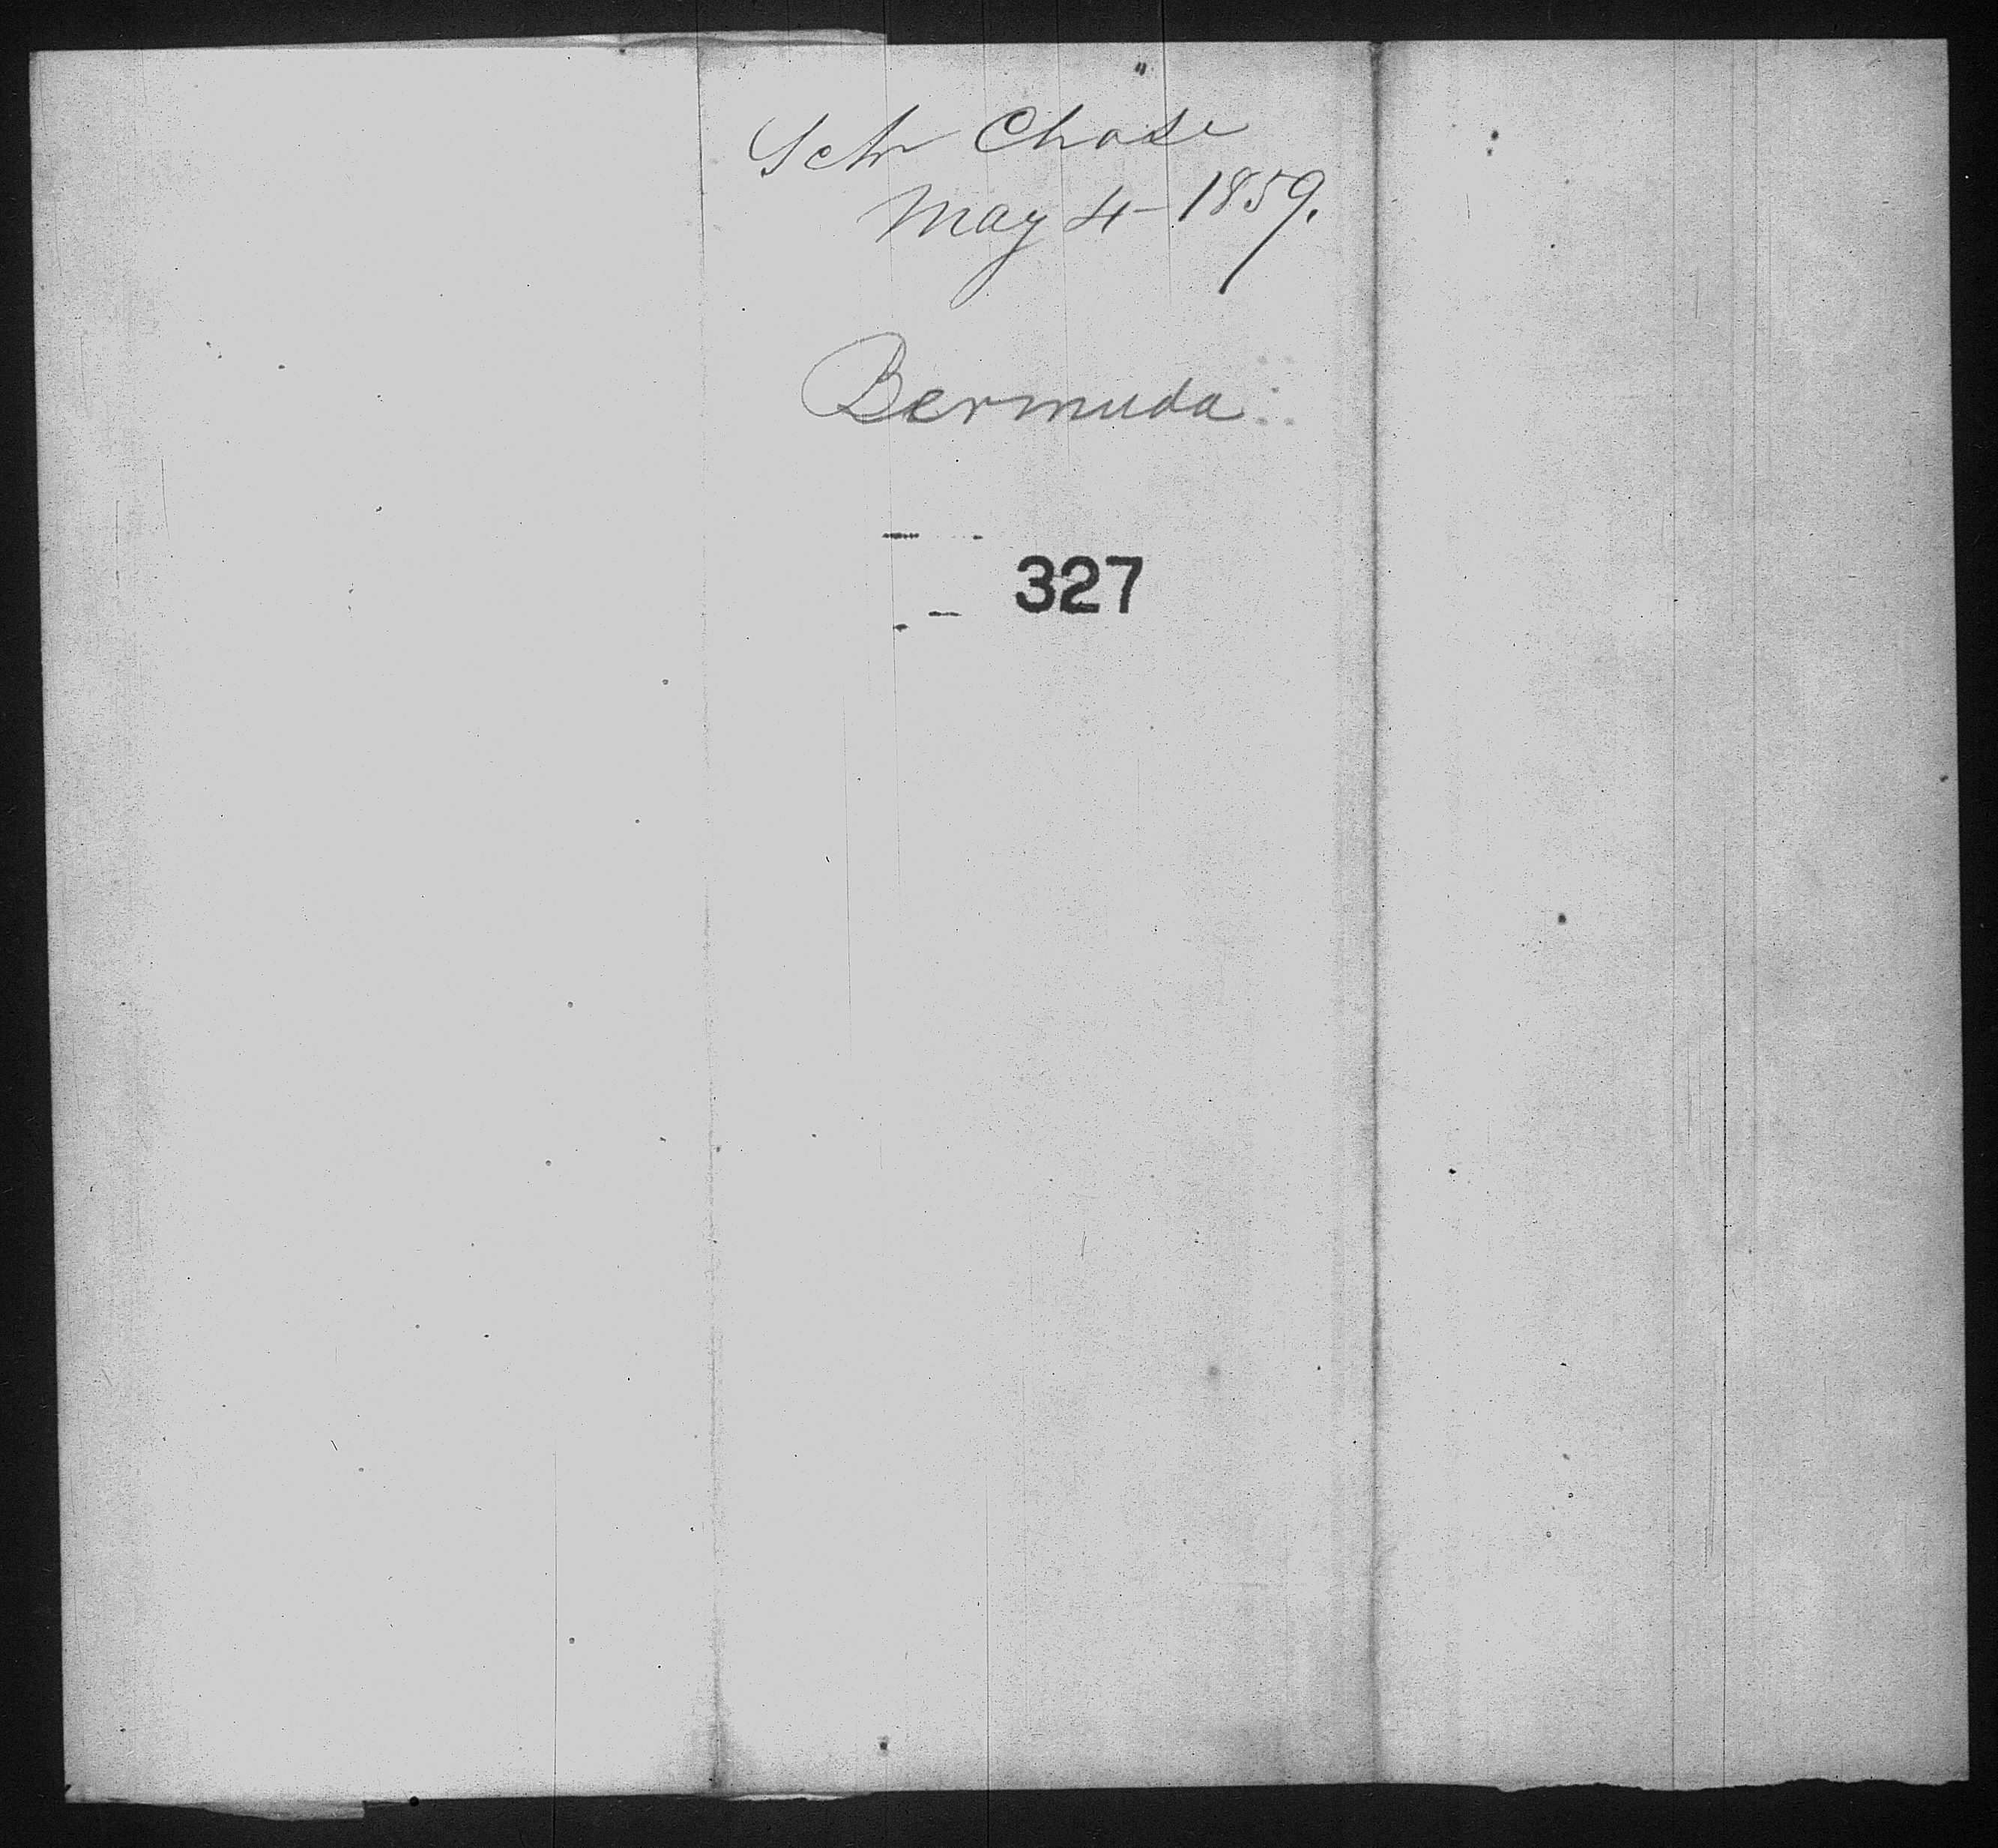 Schr Chase
May 4 - 1859.
Bermuda
327